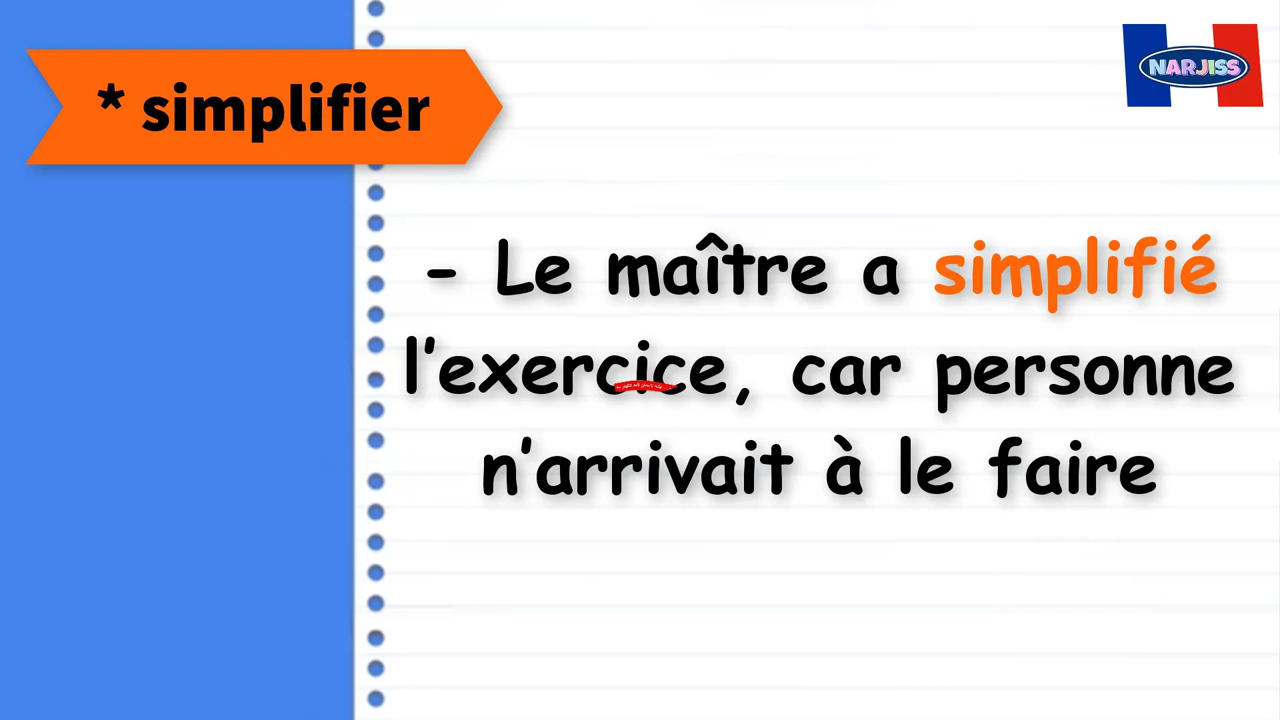 * simplifier
NARJISS
- Le maître a simplifié
l'exercice, car personne
n'arrivait à le faire